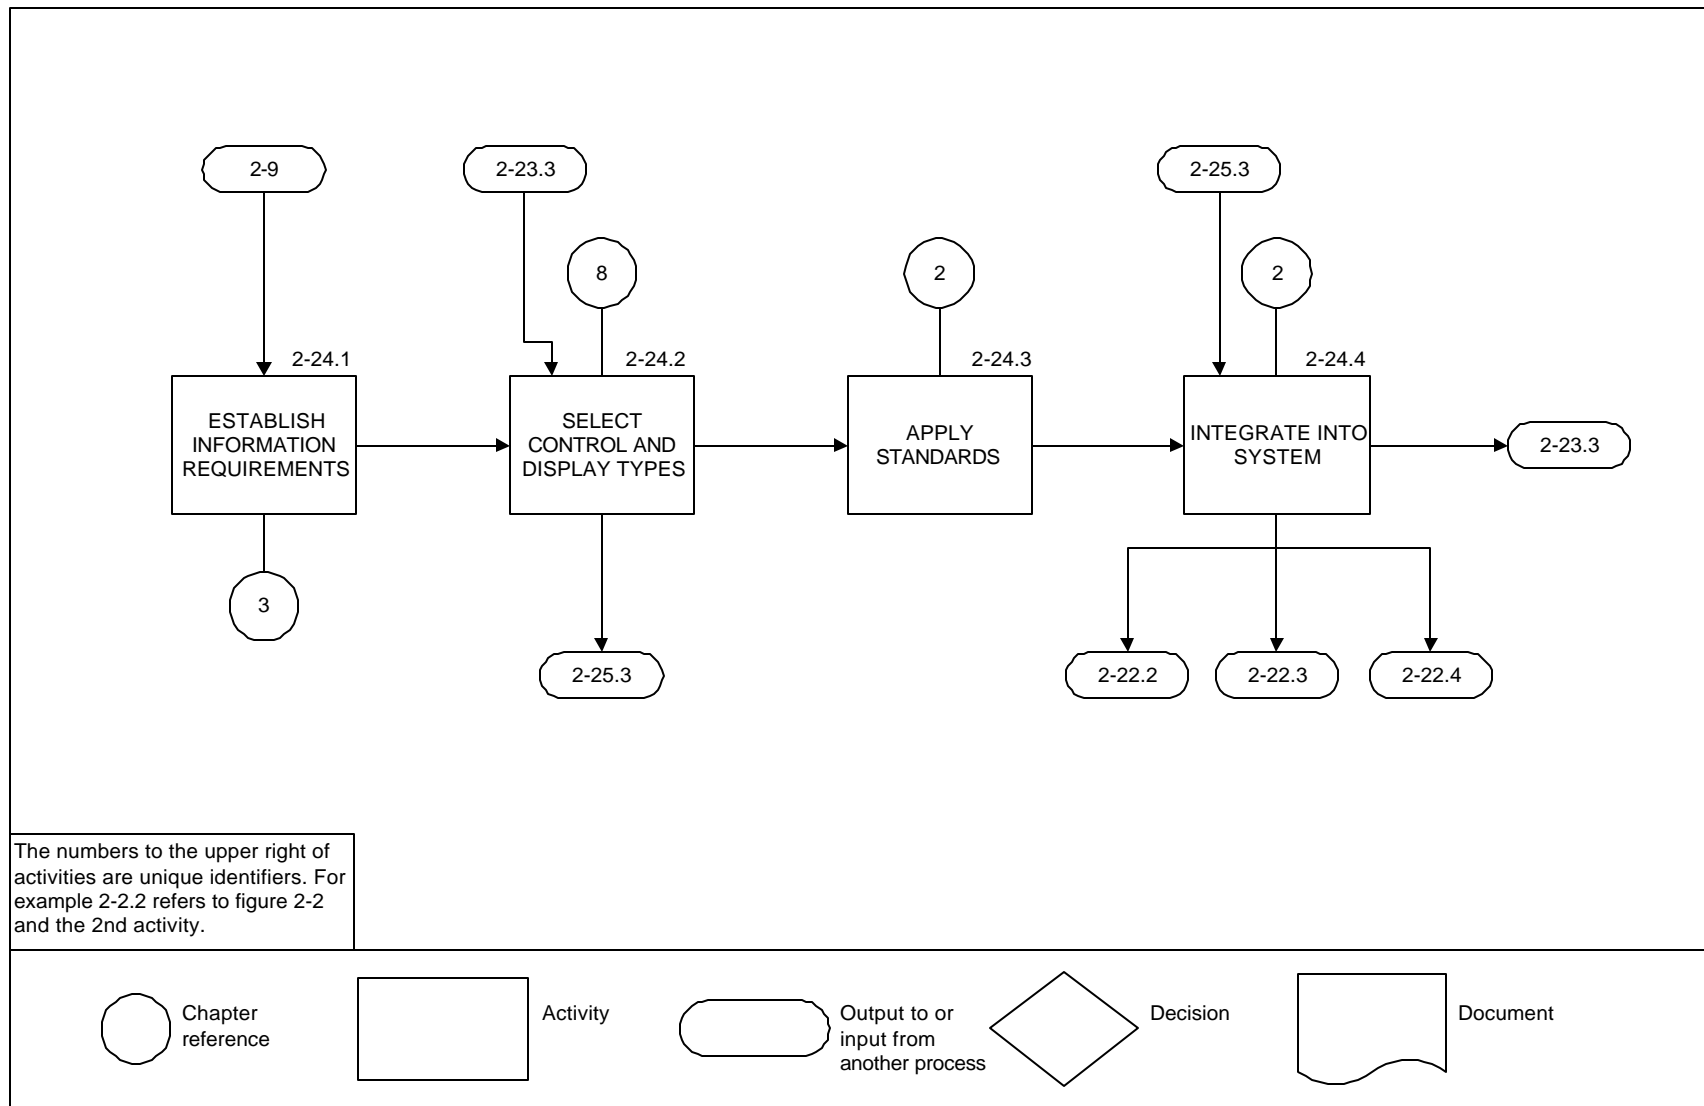 2-9
2-23.3
2-25.3
8
2
2
2-24.1
2-24.2
2-24.3
2-24.4
ESTABLISH
INFORMATION
REQUIREMENTS
SELECT
CONTROL AND
DISPLAY TYPES
APPLY
STANDARDS
INTEGRATE INTO
SYSTEM
2-23.3
3
2-25.3
2-22.2
2-22.3
2-22.4
The numbers to the upper right of
activities are unique identifiers. For
example 2-2.2 refers to figure 2-2
and the 2nd activity.
Chapter
reference
Activity
Output to or
input from
another process
Decision
Document